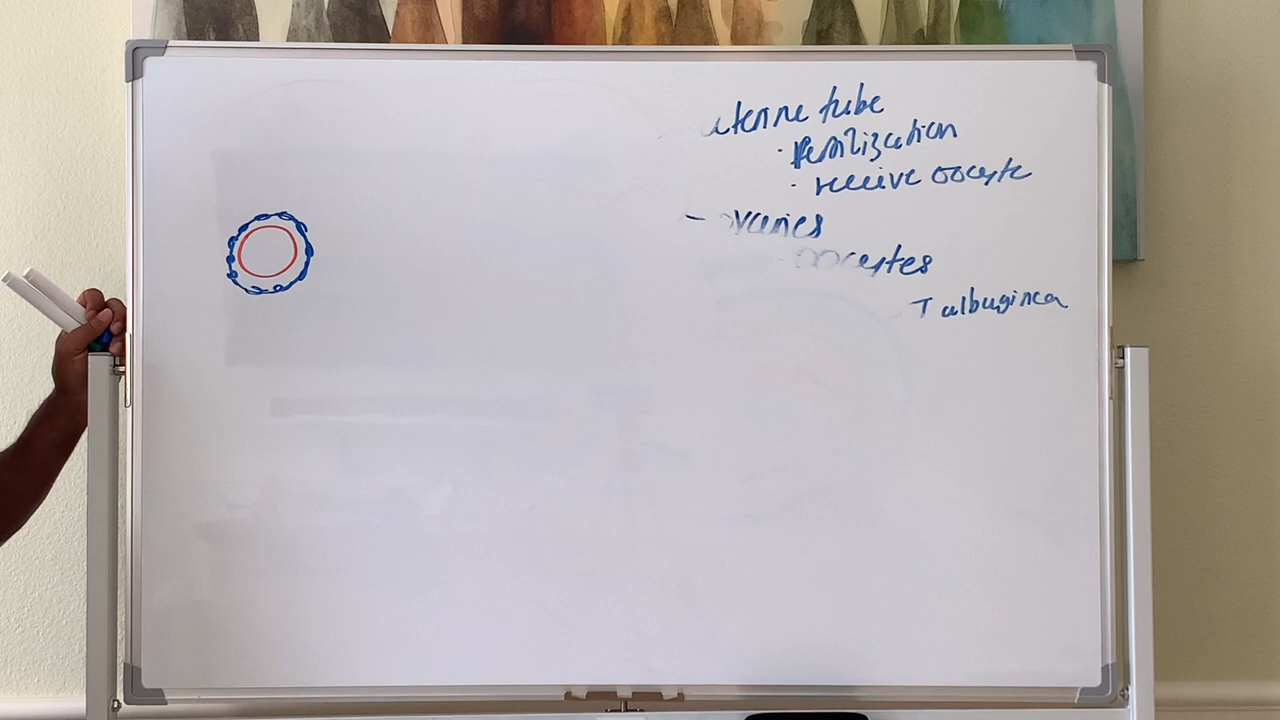 uterine tube
· fertilization
· receive oocyte
- ovaries
oocytes
T albuginea